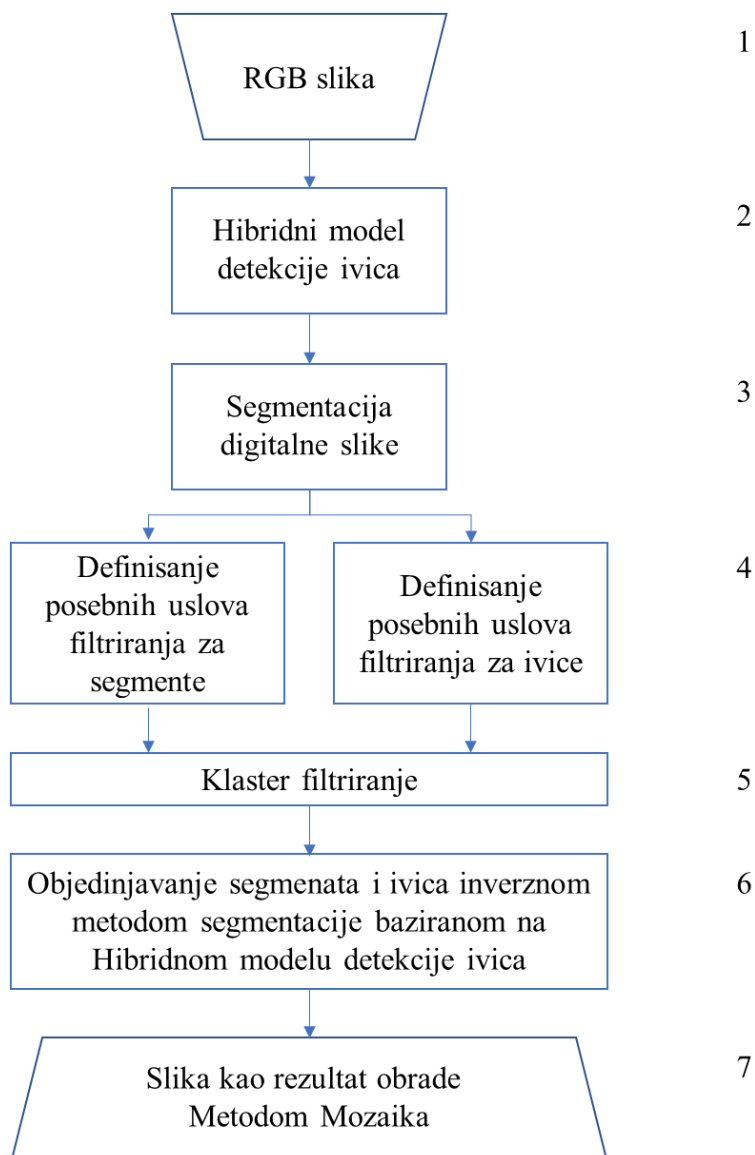 RGB slika
1
Hibridni model
detekcije ivica
2
Segmentacija
digitalne slike
3
Definisanje
posebnih uslova
filtriranja za
segmente
Definisanje
posebnih uslova
filtriranja za ivice
4
Klaster filtriranje
5
Objedinjavanje segmenata i ivica inverznom
metodom segmentacije baziranom na
Hibridnom modelu detekcije ivica
6
Slika kao rezultat obrade
Metodom Mozaika
7